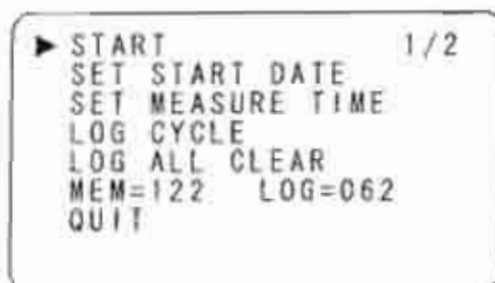 ▶ START 1/2
SET START DATE
SET MEASURE TIME
LOG CYCLE
LOG ALL CLEAR
MEM=122 LOG=062
QUIT